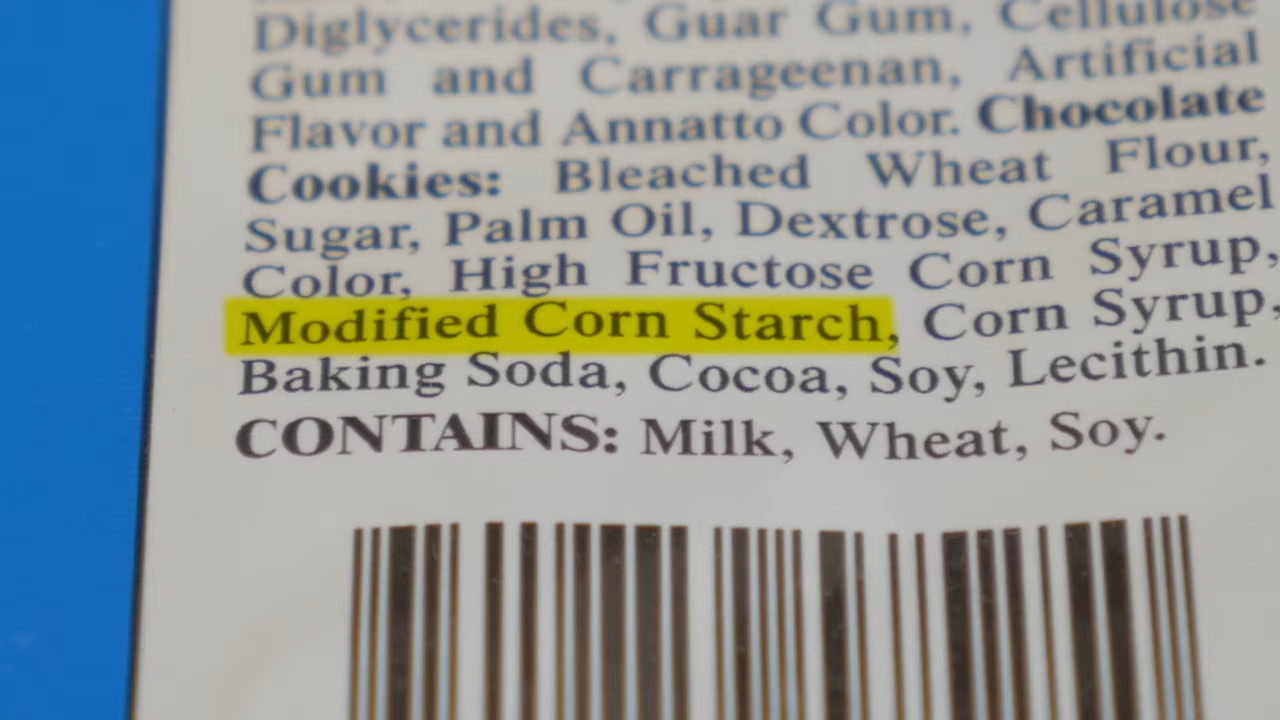 Diglycerides, Guar Gum, Cellulose
Gum and Carrageenan, Artificial
Flavor and Annatto Color. Chocolate
Cookies: Bleached Wheat Flour,
Sugar, Palm Oil, Dextrose, Caramel
Color, High Fructose Corn Syrup,
Modified Corn Starch, Corn Syrup,
Baking Soda, Cocoa, Soy, Lecithin.
CONTAINS: Milk, Wheat, Soy.